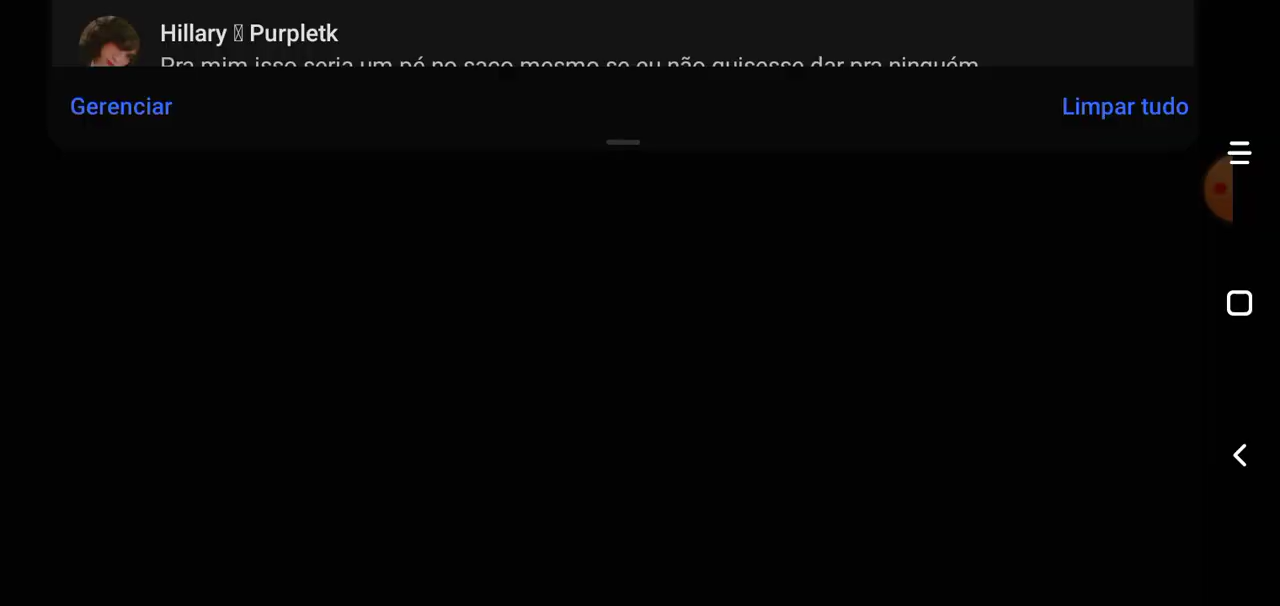 Hillary Purpletk
Pra mim isso seria um pé no saco mesmo se eu não quisesse dar pra ninguém
Gerenciar
Limpar tudo